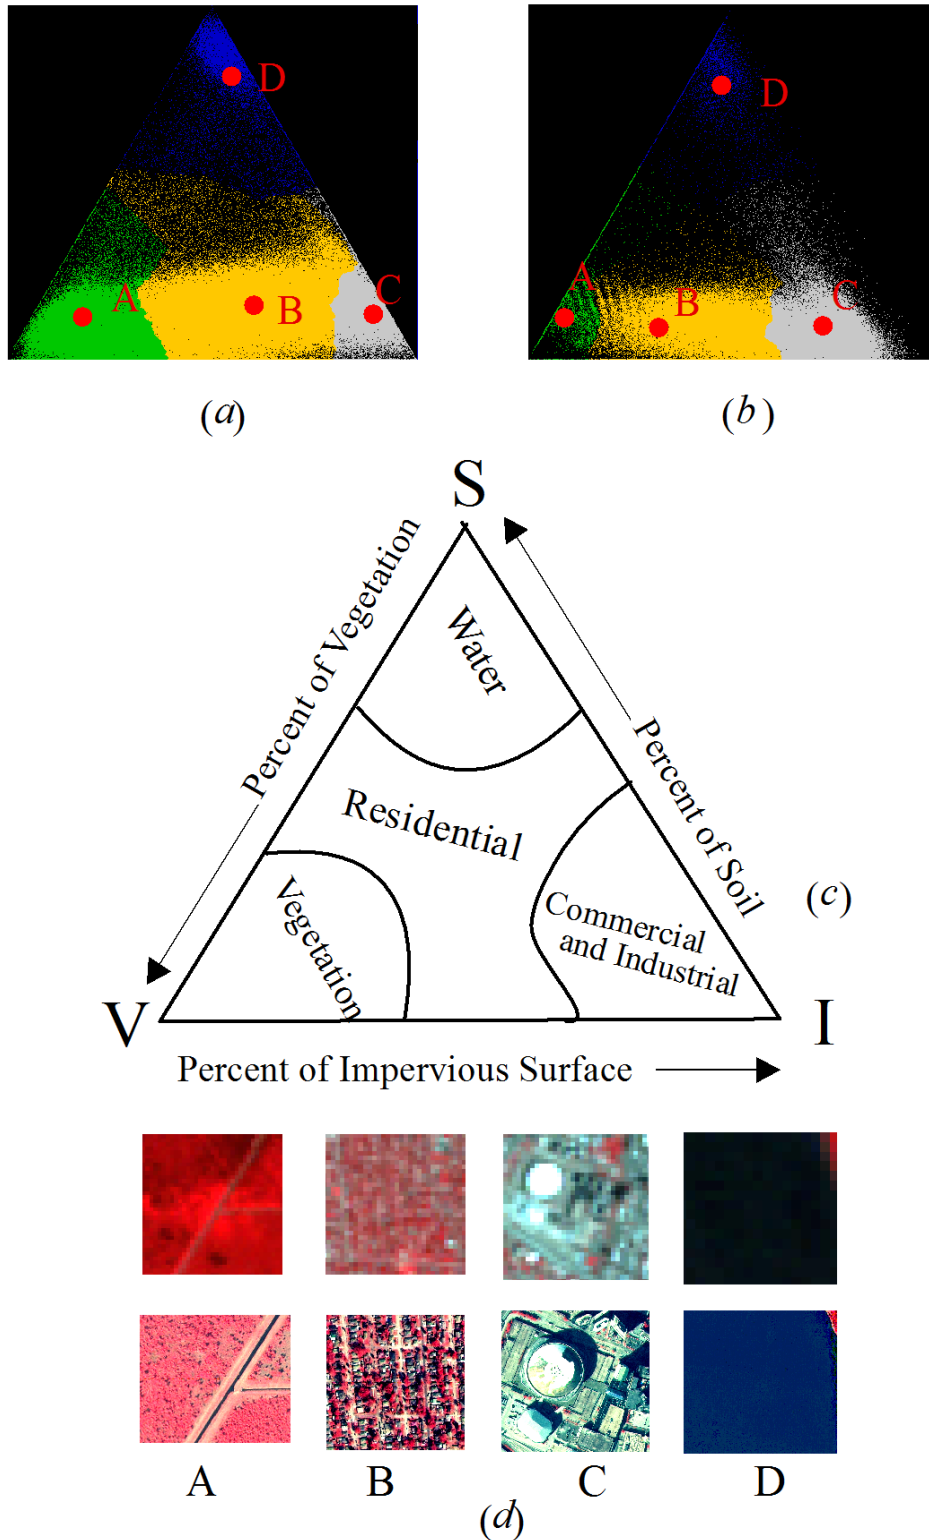 D
A
B
C
D
A
B
C
(a)
(b)
S
Percent of Vegetation
Water
Percent of Soil
Residential
Vegetation
Commercial
and Industrial
(c)
V
I
Percent of Impervious Surface
A
B
C
D
(d)